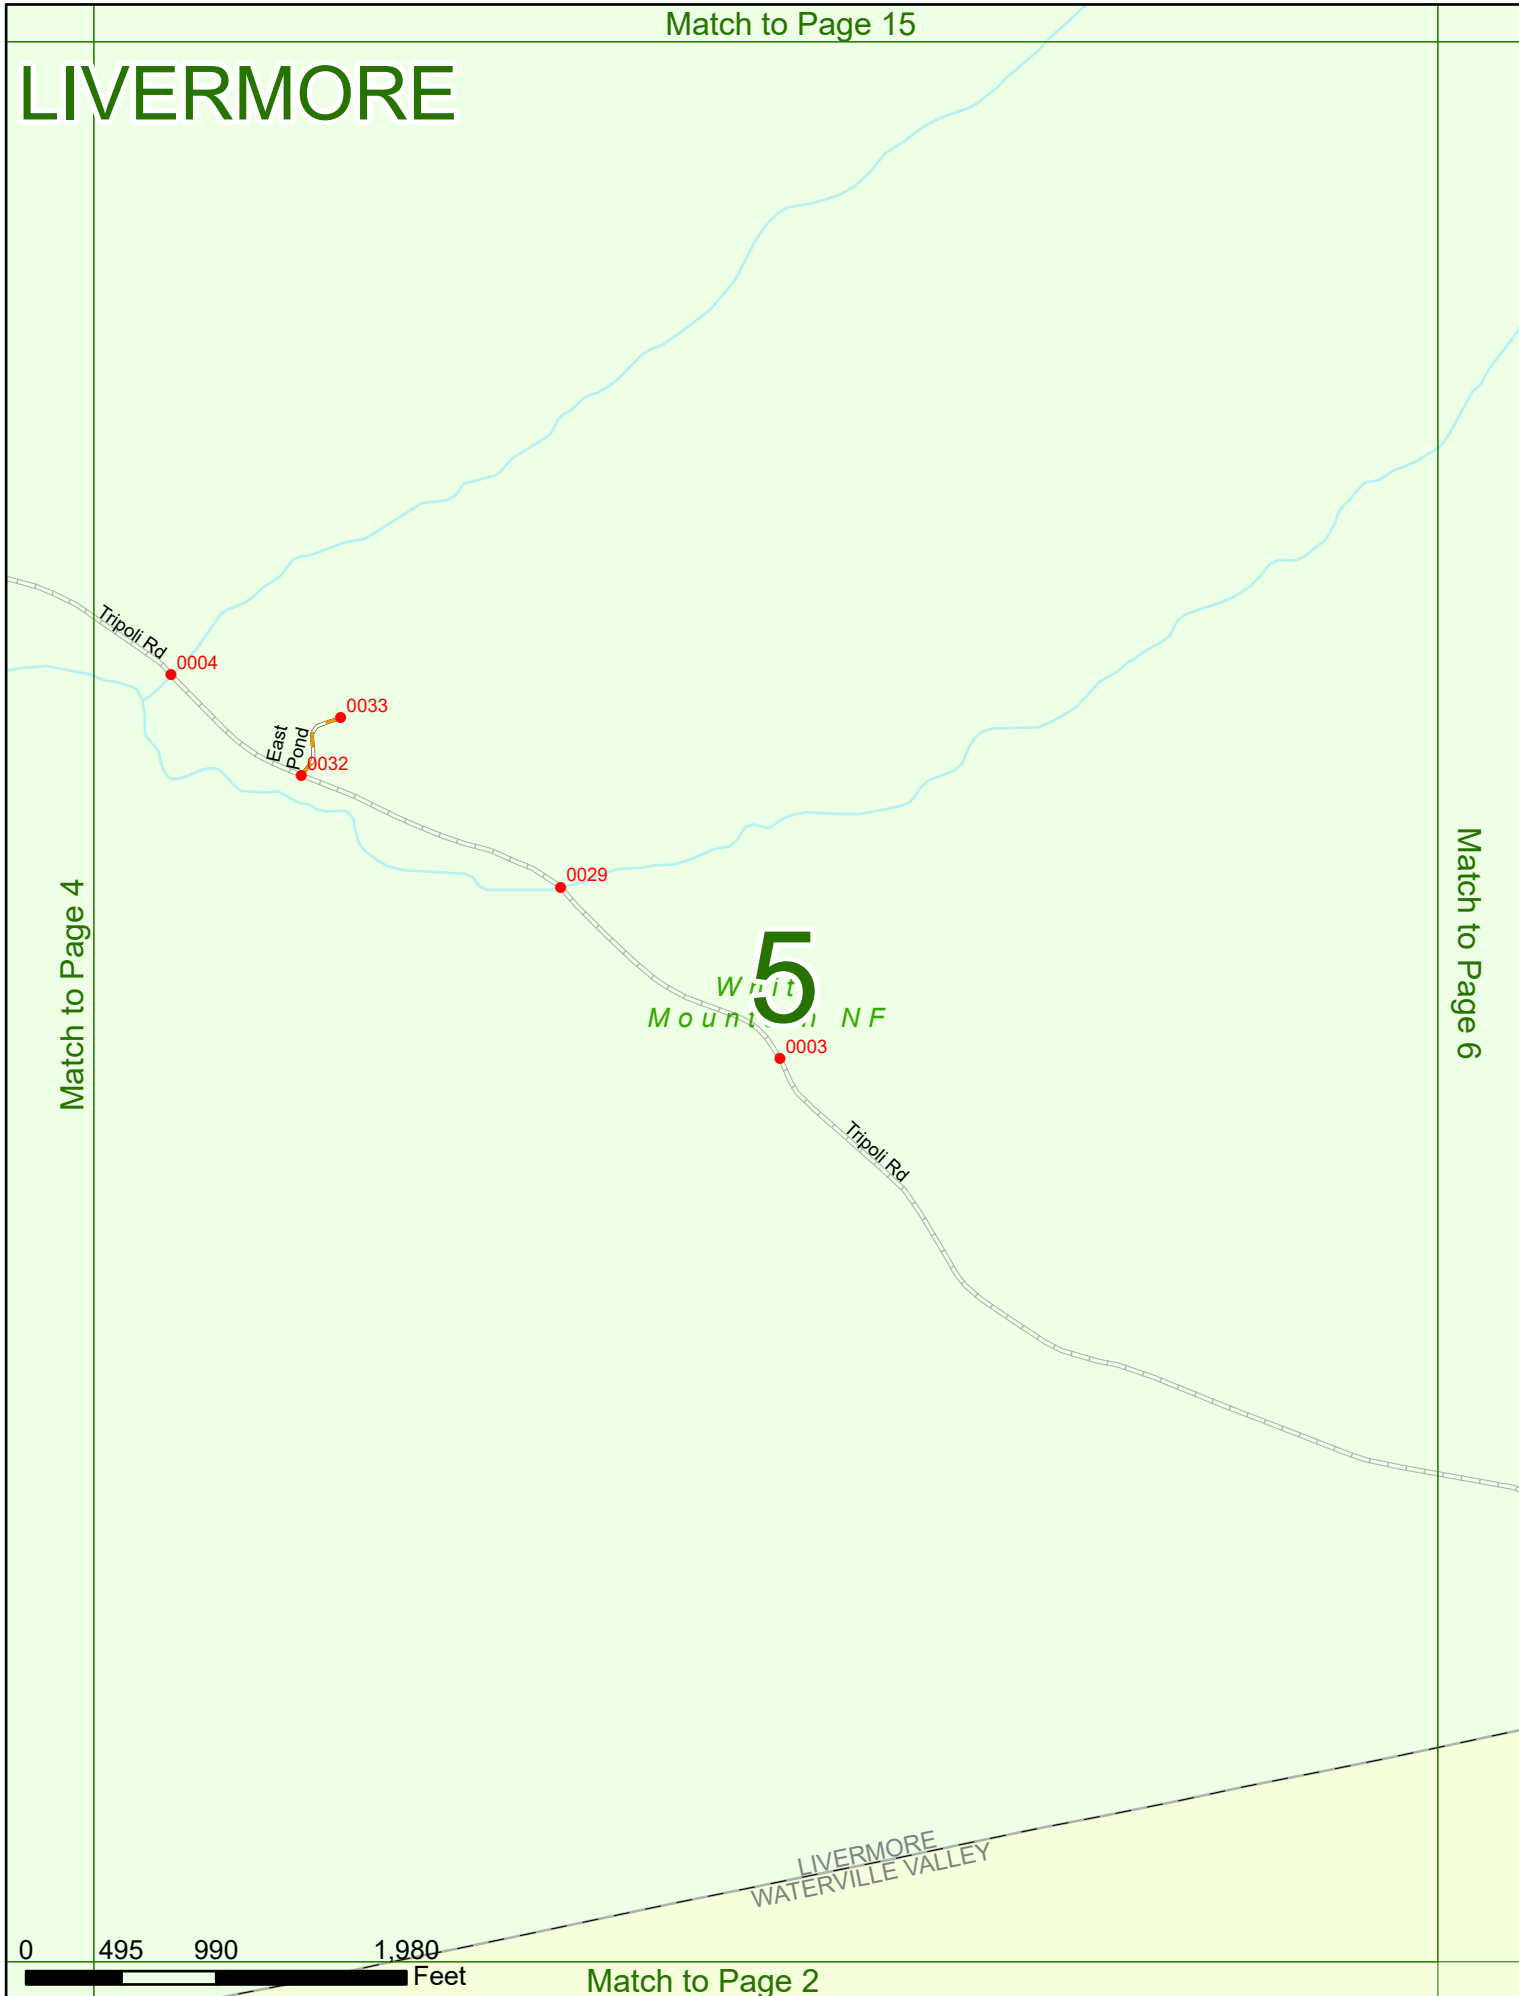 Match to Page 15
LIVERMORE
Tripoli Rd
0004
0033
East
Pond
0032
0029
Match to Page 4
Match to Page 6
5
Mountain NF
0003
Tripoli Rd
LIVERMORE
WATERVILLE VALLEY
0 495 990 1,980
Feet
Match to Page 2